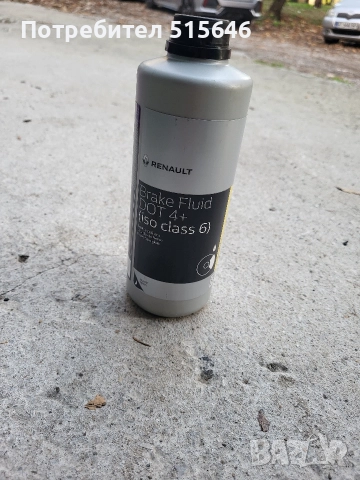 Потребител 515646
RENAULT
Brake Fluid
DOT 4+
(iso class 6)
BAZAR